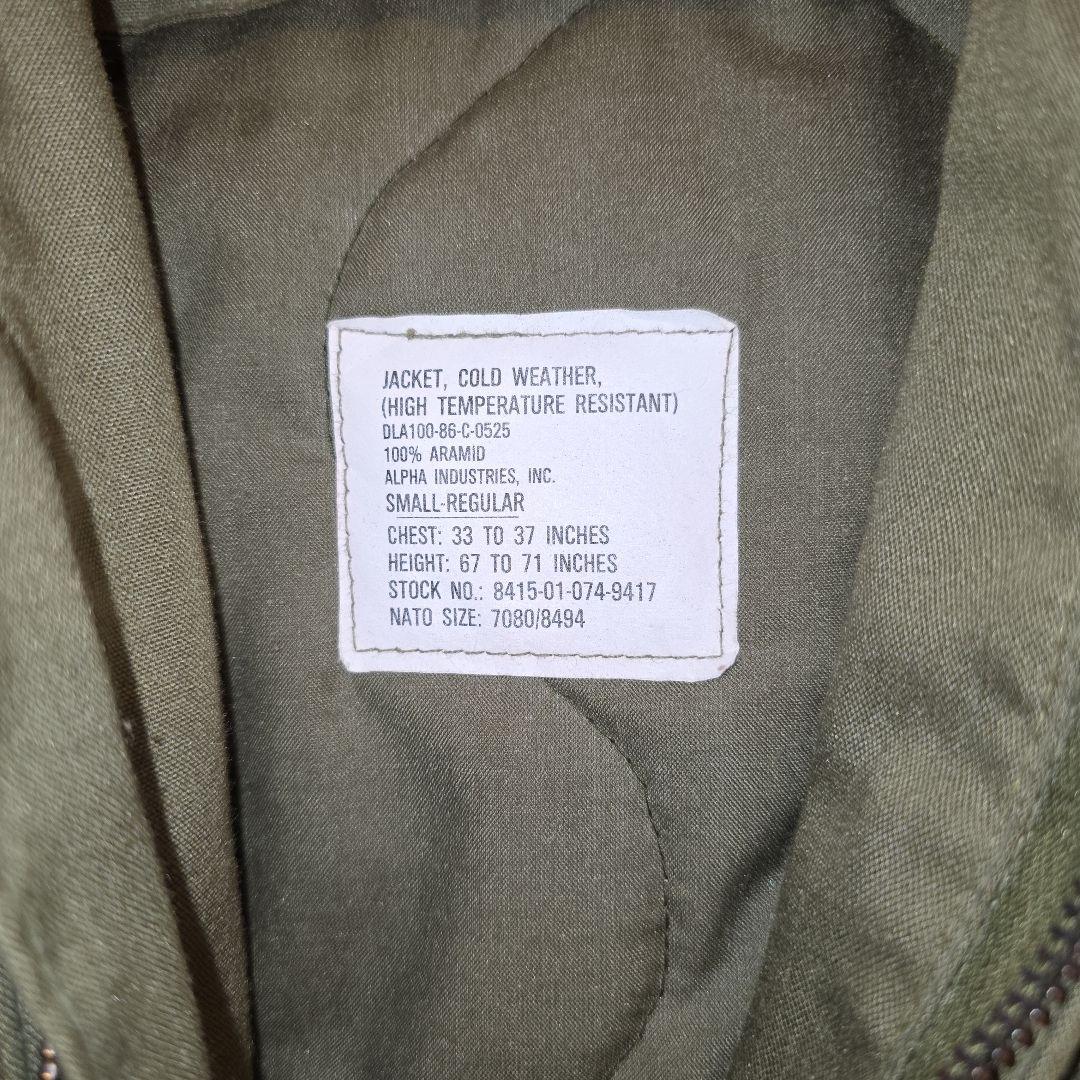 JACKET, COLD WEATHER,
(HIGH TEMPERATURE RESISTANT)
DLA100-86-C-0525
100% ARAMID
ALPHA INDUSTRIES, INC.
SMALL-REGULAR
CHEST: 33 TO 37 INCHES
HEIGHT: 67 TO 71 INCHES
STOCK NO.: 8415-01-074-9417
NATO SIZE: 7080/8494